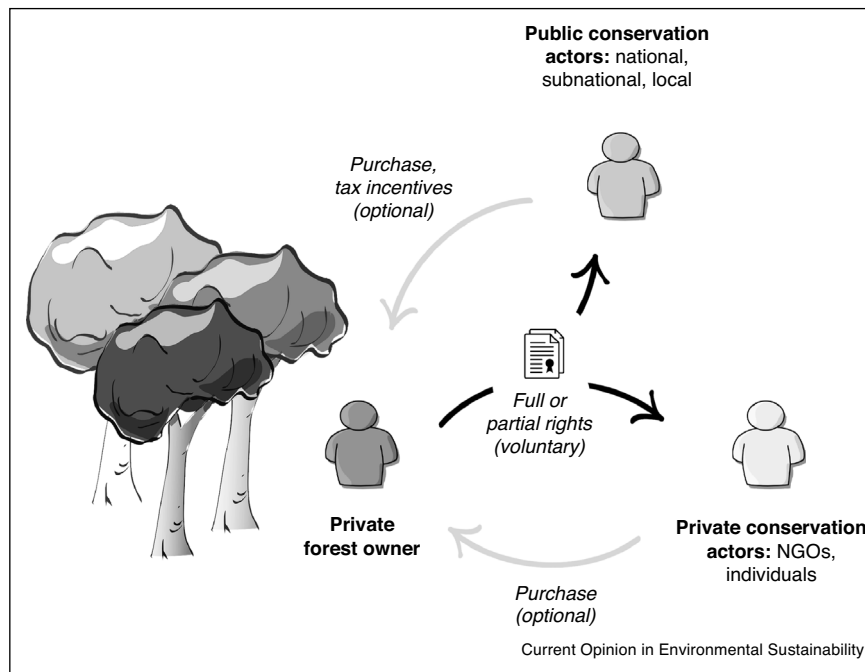 Public conservation
actors: national,
subnational, local
Purchase,
tax incentives
(optional)
Full or
partial rights
(voluntary)
Private
forest owner
Private conservation
actors: NGOs,
individuals
Purchase
(optional)
Current Opinion in Environmental Sustainability